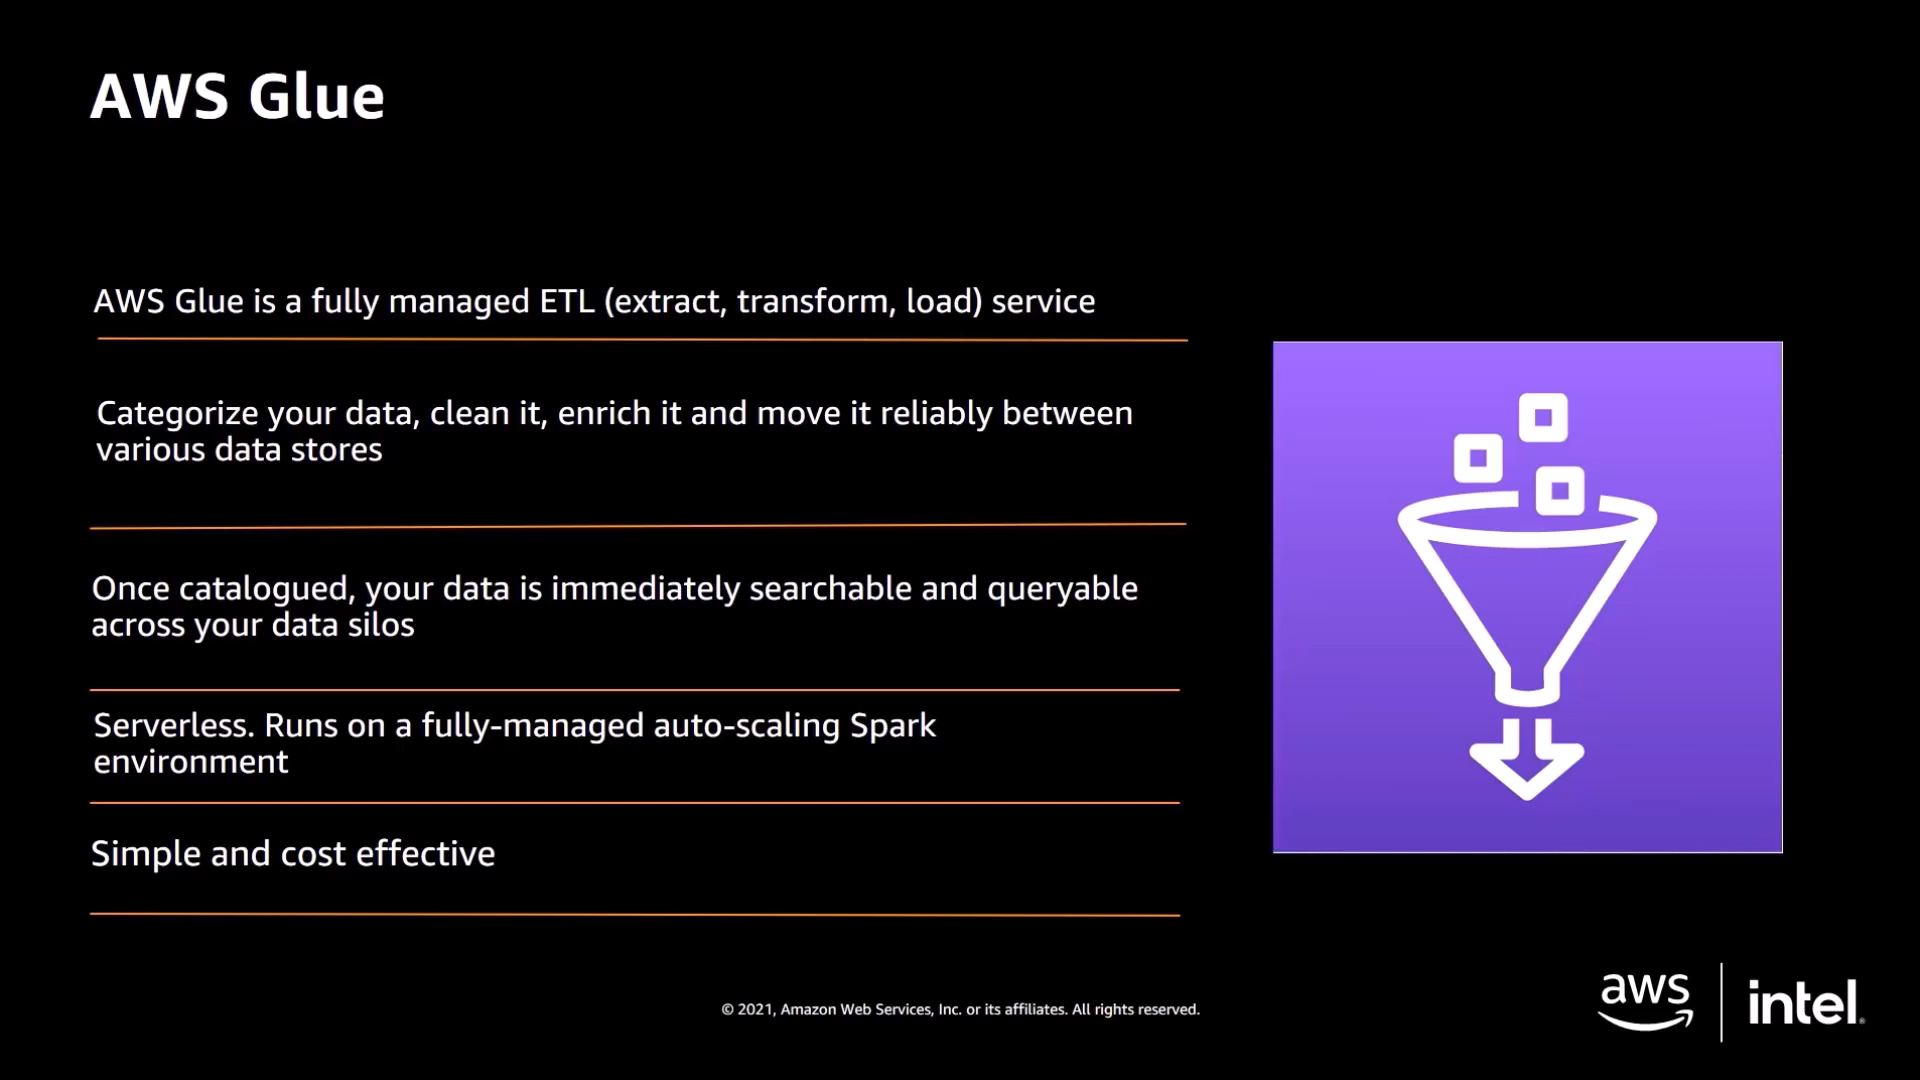 AWS Glue
AWS Glue is a fully managed ETL (extract, transform, load) service
Categorize your data, clean it, enrich it and move it reliably between
various data stores
Once catalogued, your data is immediately searchable and queryable
across your data silos
Serverless. Runs on a fully-managed auto-scaling Spark
environment
Simple and cost effective
© 2021, Amazon Web Services, Inc. or its affiliates. All rights reserved.
aws
intel.